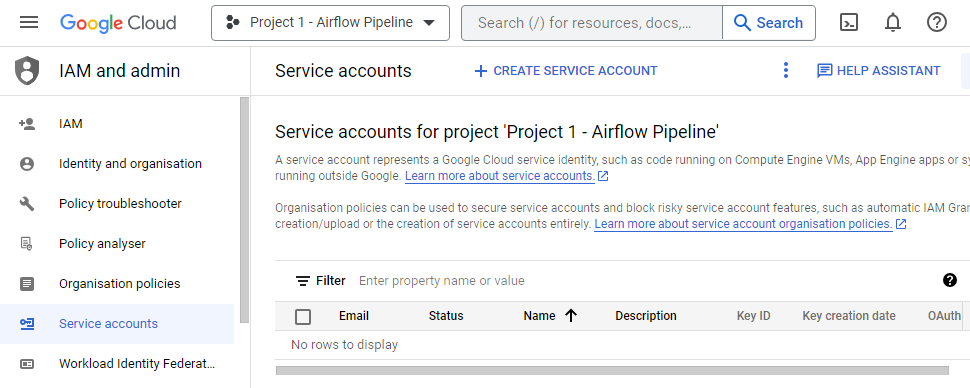 Google Cloud
Project 1 - Airflow Pipeline
Search (/) for resources, docs,…
Search
IAM and admin
Service accounts
CREATE SERVICE ACCOUNT
HELP ASSISTANT
IAM
Identity and organisation
Policy troubleshooter
Policy analyser
Organisation policies
Service accounts
Workload Identity Federat…
Service accounts for project 'Project 1 - Airflow Pipeline'
A service account represents a Google Cloud service identity, such as code running on Compute Engine VMs, App Engine apps or sy
running outside Google. Learn more about service accounts.
Organisation policies can be used to secure service accounts and block risky service account features, such as automatic IAM Gran
creation/upload or the creation of service accounts entirely. Learn more about service account organisation policies.
Filter Enter property name or value
Email Status Name Description Key ID Key creation date OAuth
No rows to display